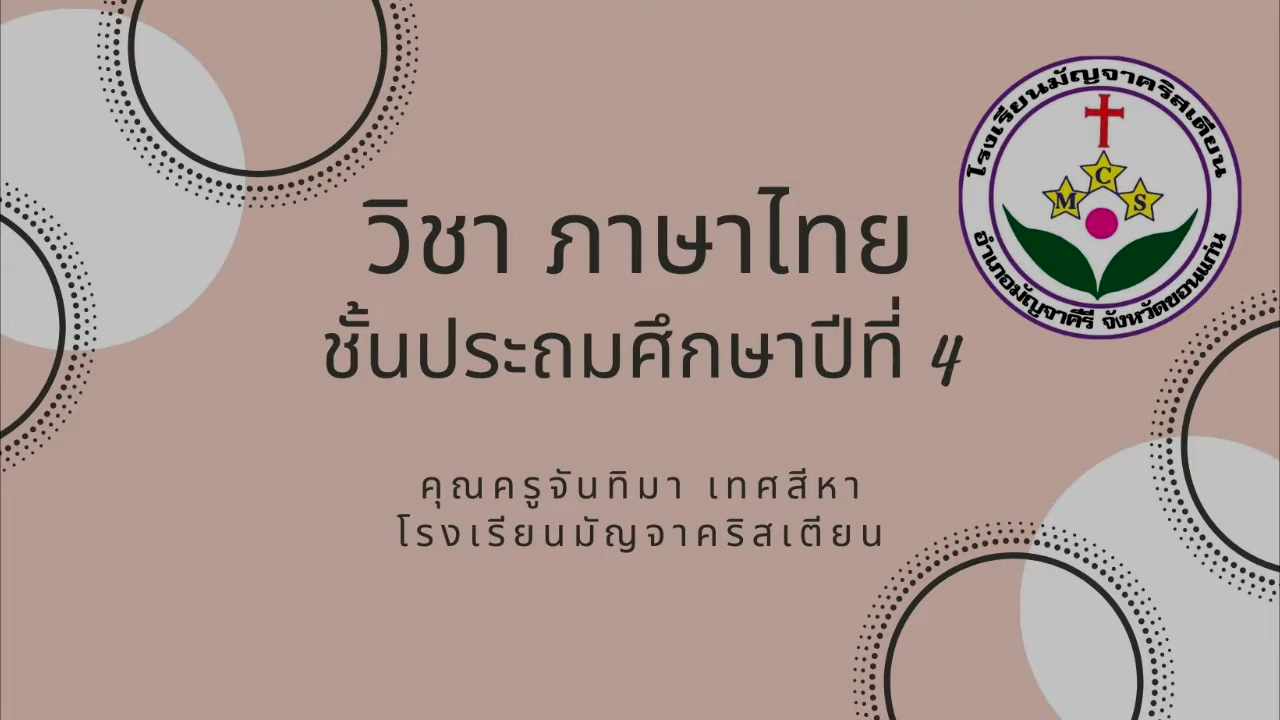 วิชา ภาษาไทย
ชั้นประถมศึกษาปีที่ 4
คุณครูจันทิมา เทศสีหา
โรงเรียนมัญจาคริสเตียน
โรงเรียนมัญจาคริสเตียน
M C S
อำเภอมัญจาคีรี จังหวัดขอนแก่น